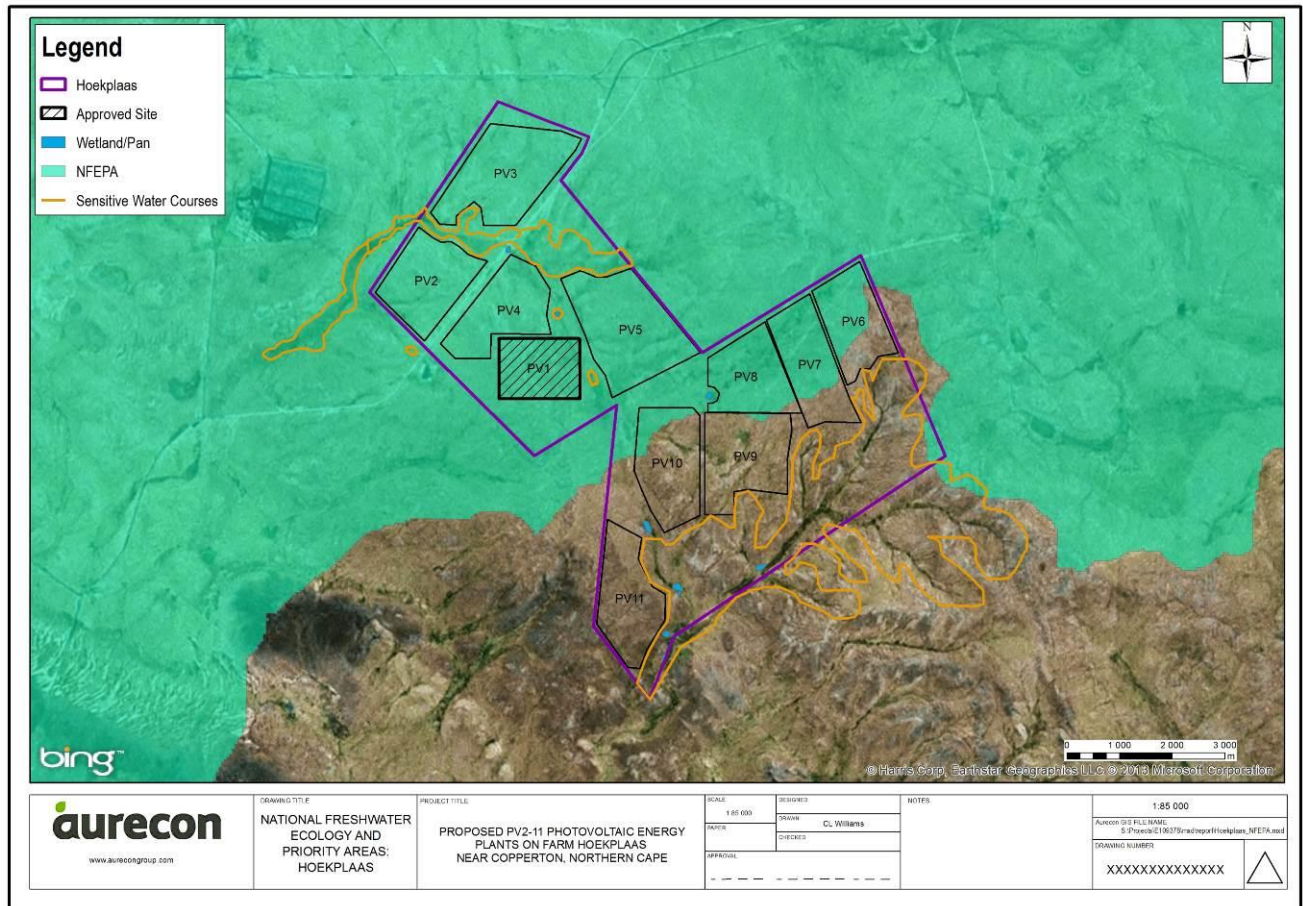 Legend
Hoekplaas
Approved Site
Wetland/Pan
NFEPA
Sensitive Water Courses
N
PV3
PV2
PV4
PV5
PV1
PV6
PV7
PV8
PV10
PV9
PV11
bing™
0 1 000 2 000 3 000
m
© Harris Corp, Earthstar Geographics LLC © 2013 Microsoft Corporation
aurecon
www.aurecongroup.com
DRAWING TITLE
NATIONAL FRESHWATER
ECOLOGY AND
PRIORITY AREAS:
HOEKPLAAS
PROJECT TITLE
PROPOSED PV2-11 PHOTOVOLTAIC ENERGY
PLANTS ON FARM HOEKPLAAS
NEAR COPPERTON, NORTHERN CAPE
SCALE
1:85 000
PAPER
APPROVAL
DESIGNED
DRAWN
CL Williams
CHECKED
NOTES
1:85 000
Aurecon GIS FILE NAME
DRAWING NUMBER
XXXXXXXXXXXXXX